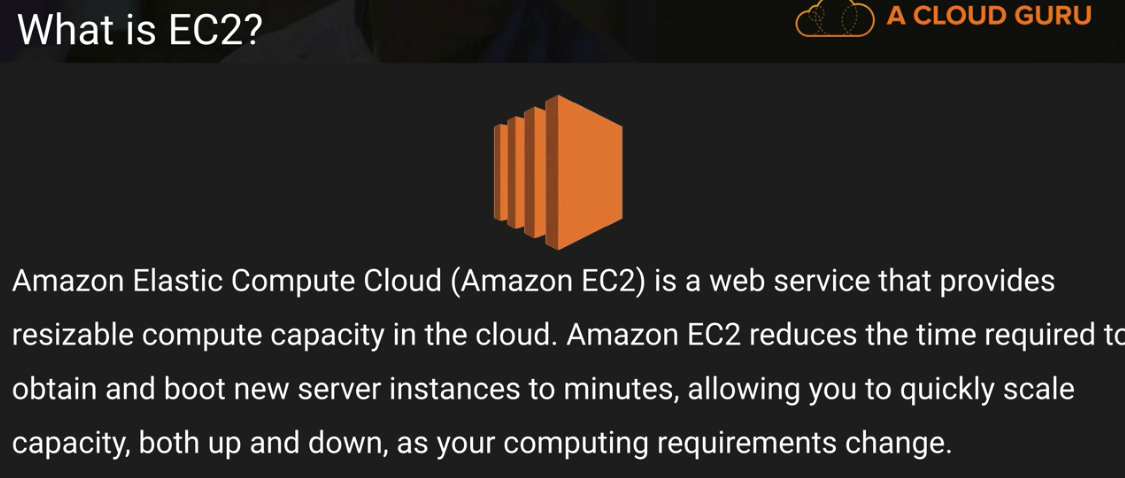 What is EC2?
A CLOUD GURU
Amazon Elastic Compute Cloud (Amazon EC2) is a web service that provides
resizable compute capacity in the cloud. Amazon EC2 reduces the time required to
obtain and boot new server instances to minutes, allowing you to quickly scale
capacity, both up and down, as your computing requirements change.